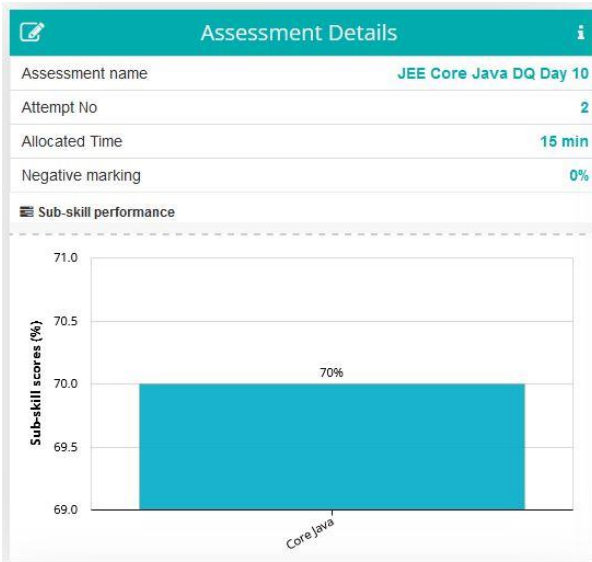 Assessment Details
Assessment name JEE Core Java DQ Day 10
Attempt No 2
Allocated Time 15 min
Negative marking 0%
Sub-skill performance
71.0
70.5
70.0
69.5
69.0
Sub-skill scores (%)
70%
Core Java